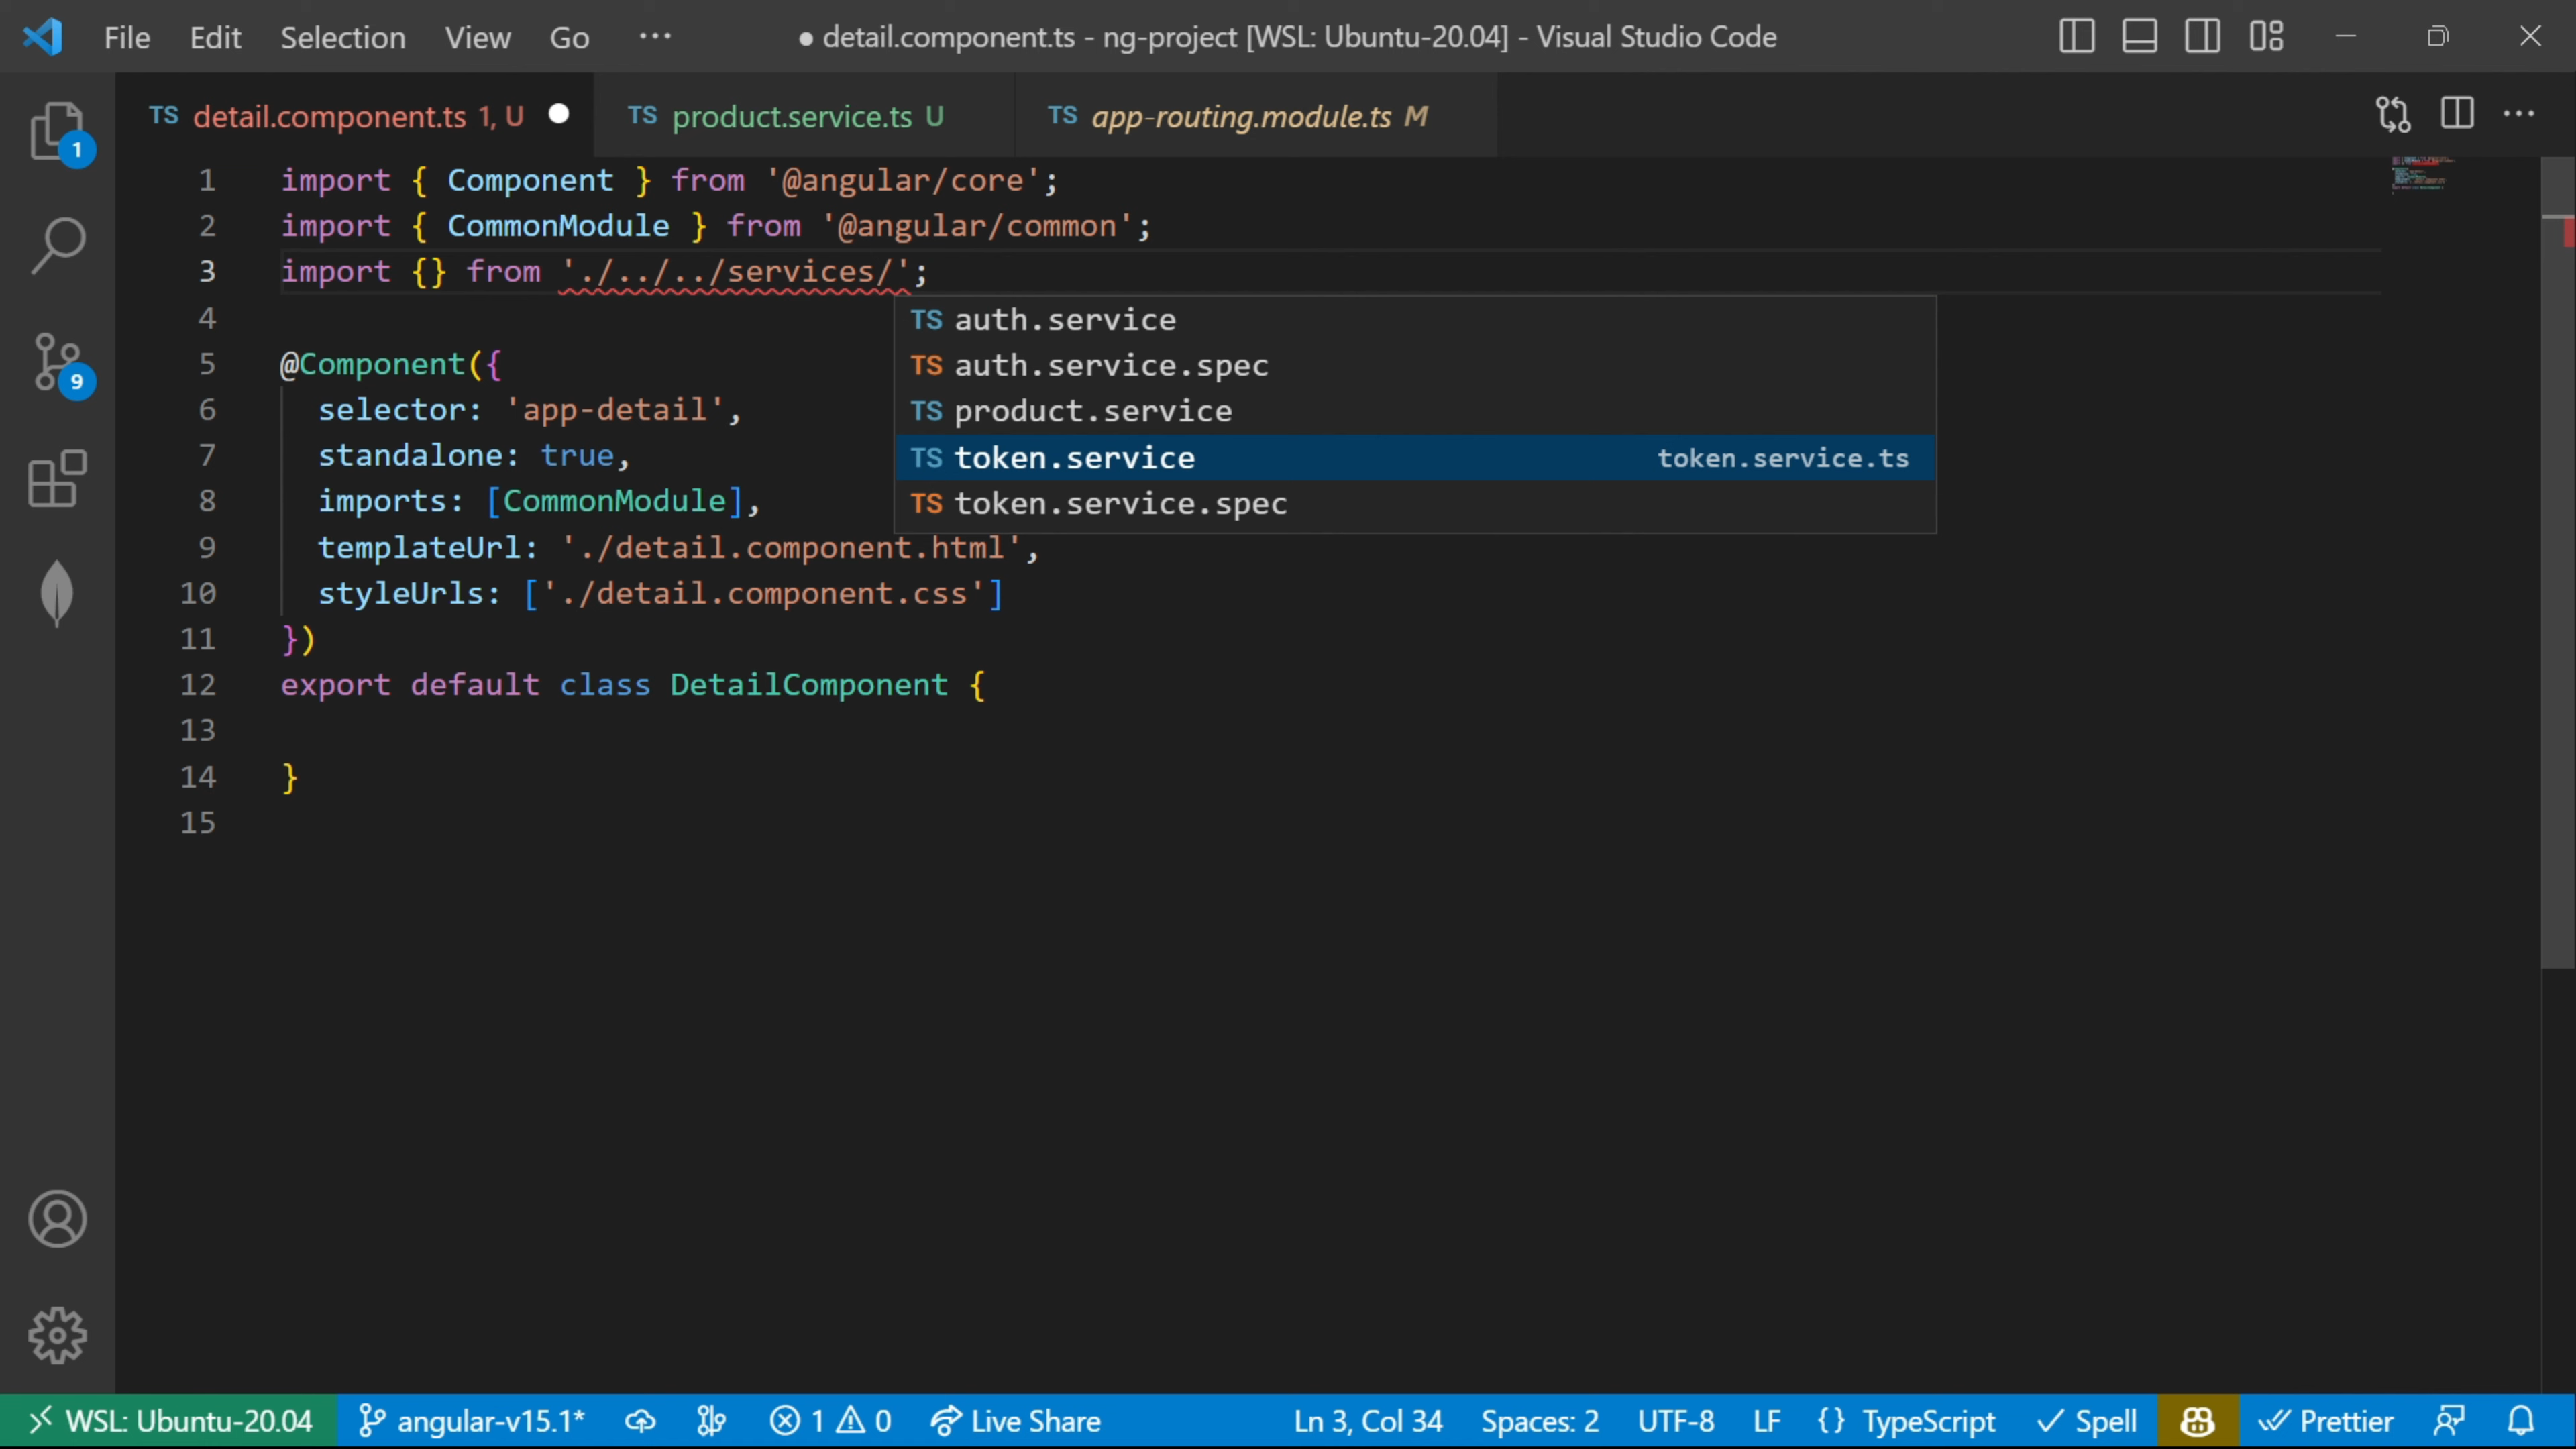 File Edit Selection View Go ··· ● detail.component.ts - ng-project [WSL: Ubuntu-20.04] - Visual Studio Code
TS detail.component.ts 1, U ● TS product.service.ts U TS app-routing.module.ts M
1 import { Component } from '@angular/core';
2 import { CommonModule } from '@angular/common';
3 import {} from './../../services/';
4
5 @Component({
6 selector: 'app-detail',
7 standalone: true,
8 imports: [CommonModule],
9 templateUrl: './detail.component.html',
10 styleUrls: ['./detail.component.css']
11 })
12 export default class DetailComponent {
13
14 }
15
TS auth.service
TS auth.service.spec
TS product.service
TS token.service token.service.ts
TS token.service.spec
1
9
WSL: Ubuntu-20.04 angular-v15.1* 1 0 Live Share Ln 3, Col 34 Spaces: 2 UTF-8 LF {} TypeScript Spell Prettier